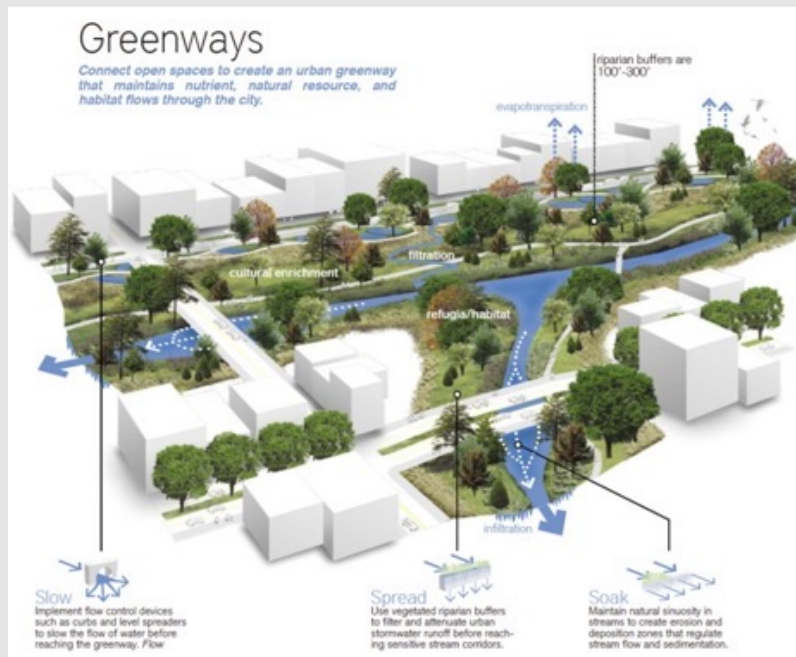 Greenways
Connect open spaces to create an urban greenway
that maintains nutrient, natural resource, and
habitat flows through the city.
riparian buffers are
100'-300'
evapotranspiration
filtration
cultural enrichment
refugia/habitat
infiltration
Slow
Implement flow control devices
such as curbs and level spreaders
to slow the flow of water before
reaching the greenway. Flow
Spread
Use vegetated riparian buffers
to filter and attenuate urban
stormwater runoff before reach-
ing sensitive stream corridors.
Soak
Maintain natural sinuosity in
streams to create erosion and
deposition zones that regulate
stream flow and sedimentation.